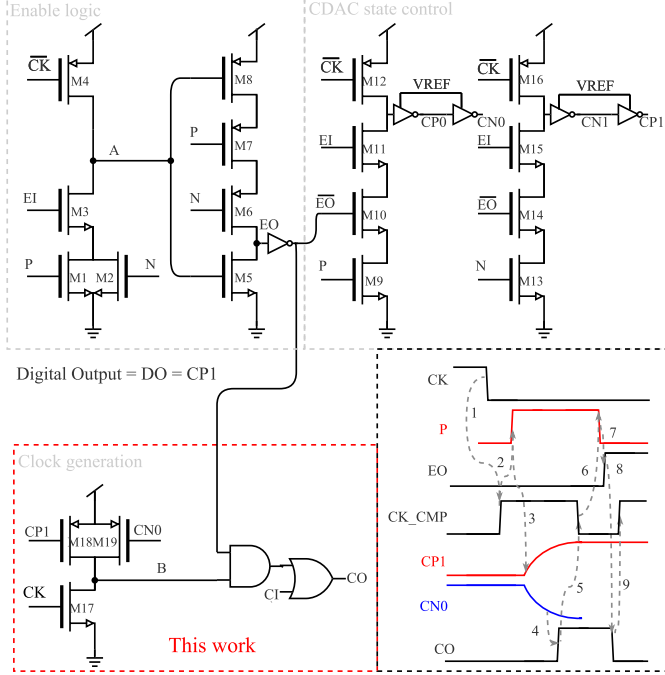 Enable logic
CDAC state control
CK
M4
M8
CK
M12
VREF
CP0
CN0
CK
M16
VREF
CN1
CP1
P
M7
A
EI
M11
EI
M15
EI
M3
N
M6
EO
EO
M10
EO
M14
P
M1
M2
N
M5
P
M9
N
M13
Digital Output = DO = CP1
Clock generation
CP1
M18
M19
CN0
B
CK
M17
CI
CO
This work
CK
1
P
2
7
EO
6
8
CK_CMP
3
CP1
5
9
CN0
4
CO